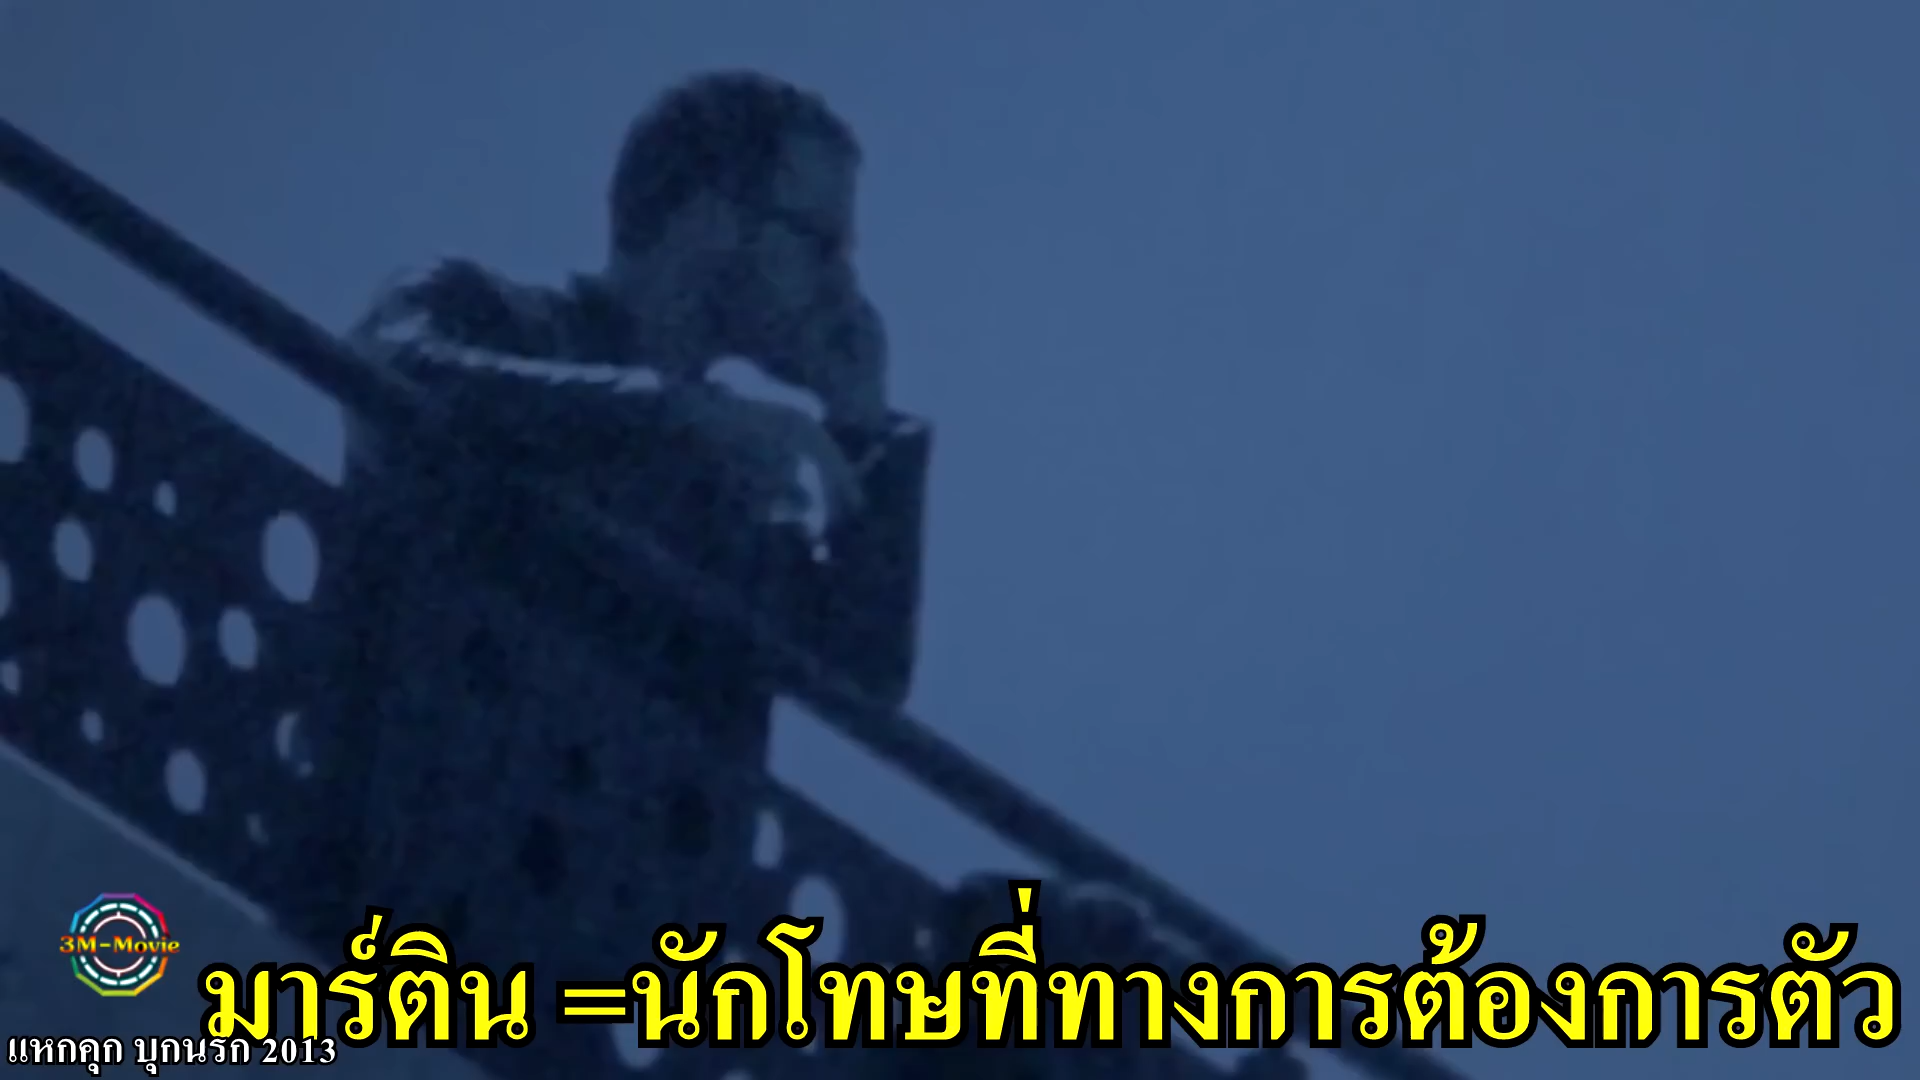 3M-Movie
มาร์ติน =นักโทษที่ทางการต้องการตัว
แหกคุก บุกนรก 2013